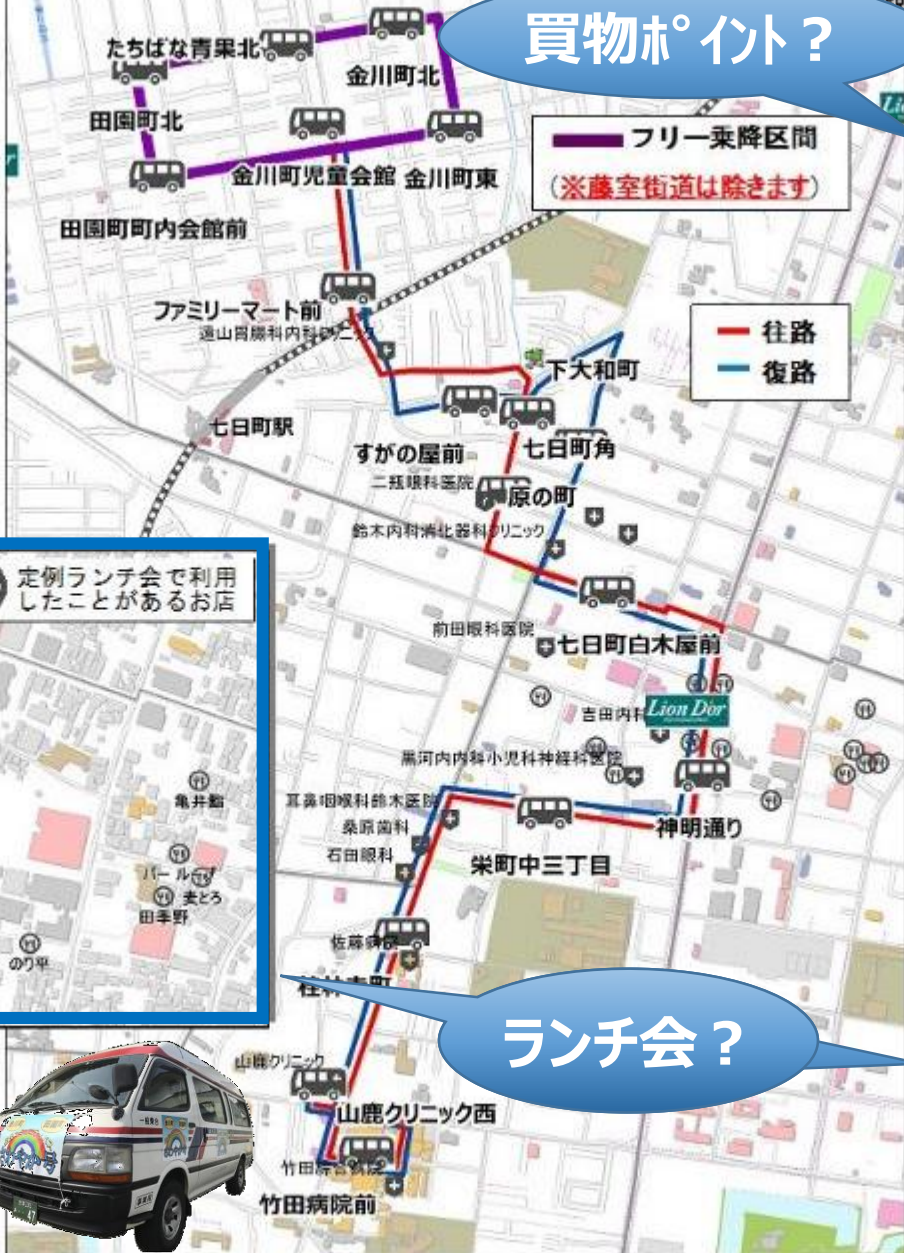 買物ポイント？
たちばな青果北
金川町北
田園町北
フリー乗降区間
(※藤室街道は除きます)
金川町児童会館
金川町東
田園町町内会館前
ファミリーマート前
遠山胃腸科内科クリニック
往路
復路
下大和町
七日町駅
すがの屋前
七日町角
二瓶眼科医院
原の町
鈴木内科消化器科クリニック
定例ランチ会で利用
したことがあるお店
前田眼科医院
七日町白木屋前
吉田内科
Lion Dor
黒河内内科小児科神経科医院
亀井鮨
耳鼻咽喉科鈴木医院
神明通り
桑原歯科
石田眼科
栄町中三丁目
麦とろ
田季野
のり平
佐藤病院
ランチ会？
山鹿クリニック
山鹿クリニック西
竹田綜合病院
竹田病院前
47